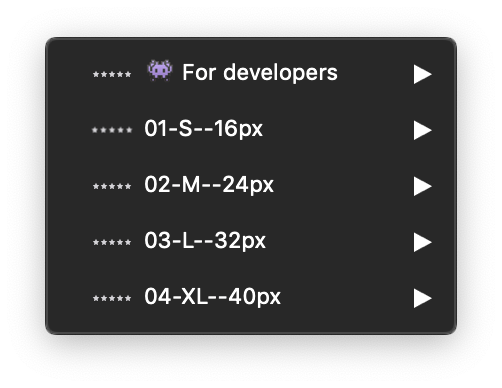 ***** 👾 For developers ▶
***** 01-S--16px ▶
***** 02-M--24px ▶
***** 03-L--32px ▶
***** 04-XL--40px ▶